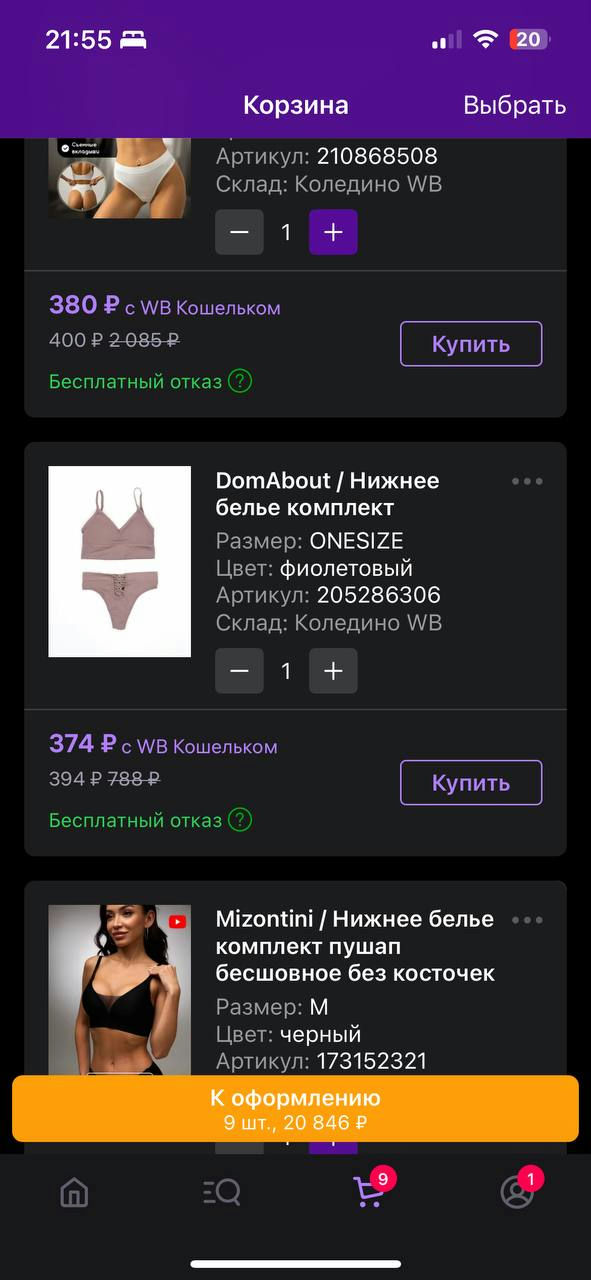 21:55
20
Корзина
Выбрать
Съемные
вкладыши
Артикул: 210868508
Склад: Коледино WB
1
380 ₽ с WB Кошельком
400 ₽ 2 085 ₽
Купить
Бесплатный отказ ?
DomAbout / Нижнее
белье комплект
Размер: ONESIZE
Цвет: фиолетовый
Артикул: 205286306
Склад: Коледино WB
1
374 ₽ с WB Кошельком
394 ₽ 788 ₽
Купить
Бесплатный отказ ?
Mizontini / Нижнее белье
комплект пушап
бесшовное без косточек
Размер: M
Цвет: черный
Артикул: 173152321
К оформлению
9 шт., 20 846 ₽
9
1